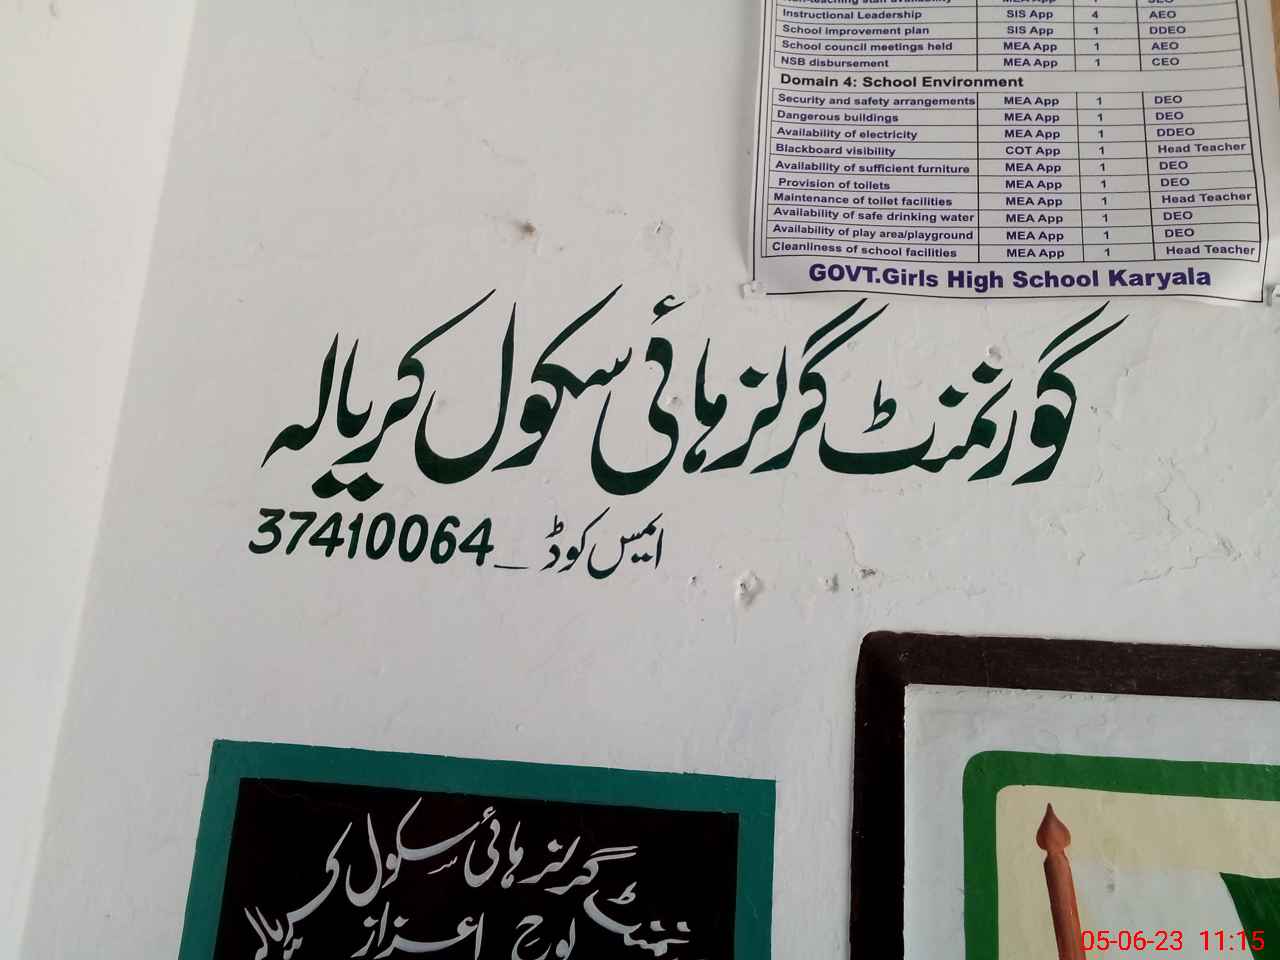 Instructional Leadership SIS App 4 AEO
School improvement plan SIS App 1 DDEO
School council meetings held MEA App 1 AEO
NSB disbursement MEA App 1 CEO
Domain 4: School Environment
Security and safety arrangements MEA App 1 DEO
Dangerous buildings MEA App 1 DEO
Availability of electricity MEA App 1 DDEO
Blackboard visibility COT App 1 Head Teacher
Availability of sufficient furniture MEA App 1 DEO
Provision of toilets MEA App 1 DEO
Maintenance of toilet facilities MEA App 1 Head Teacher
Availability of safe drinking water MEA App 1 DEO
Availability of play area/playground MEA App 1 DEO
Cleanliness of school facilities MEA App 1 Head Teacher
GOVT.Girls High School Karyala
گورنمنٹ گرلز ہائی سکول کریالہ
ایمیس کوڈ _ 37410064
گرلز ہائی سکول کی
لوحِ اعزاز
05-06-23 11:15